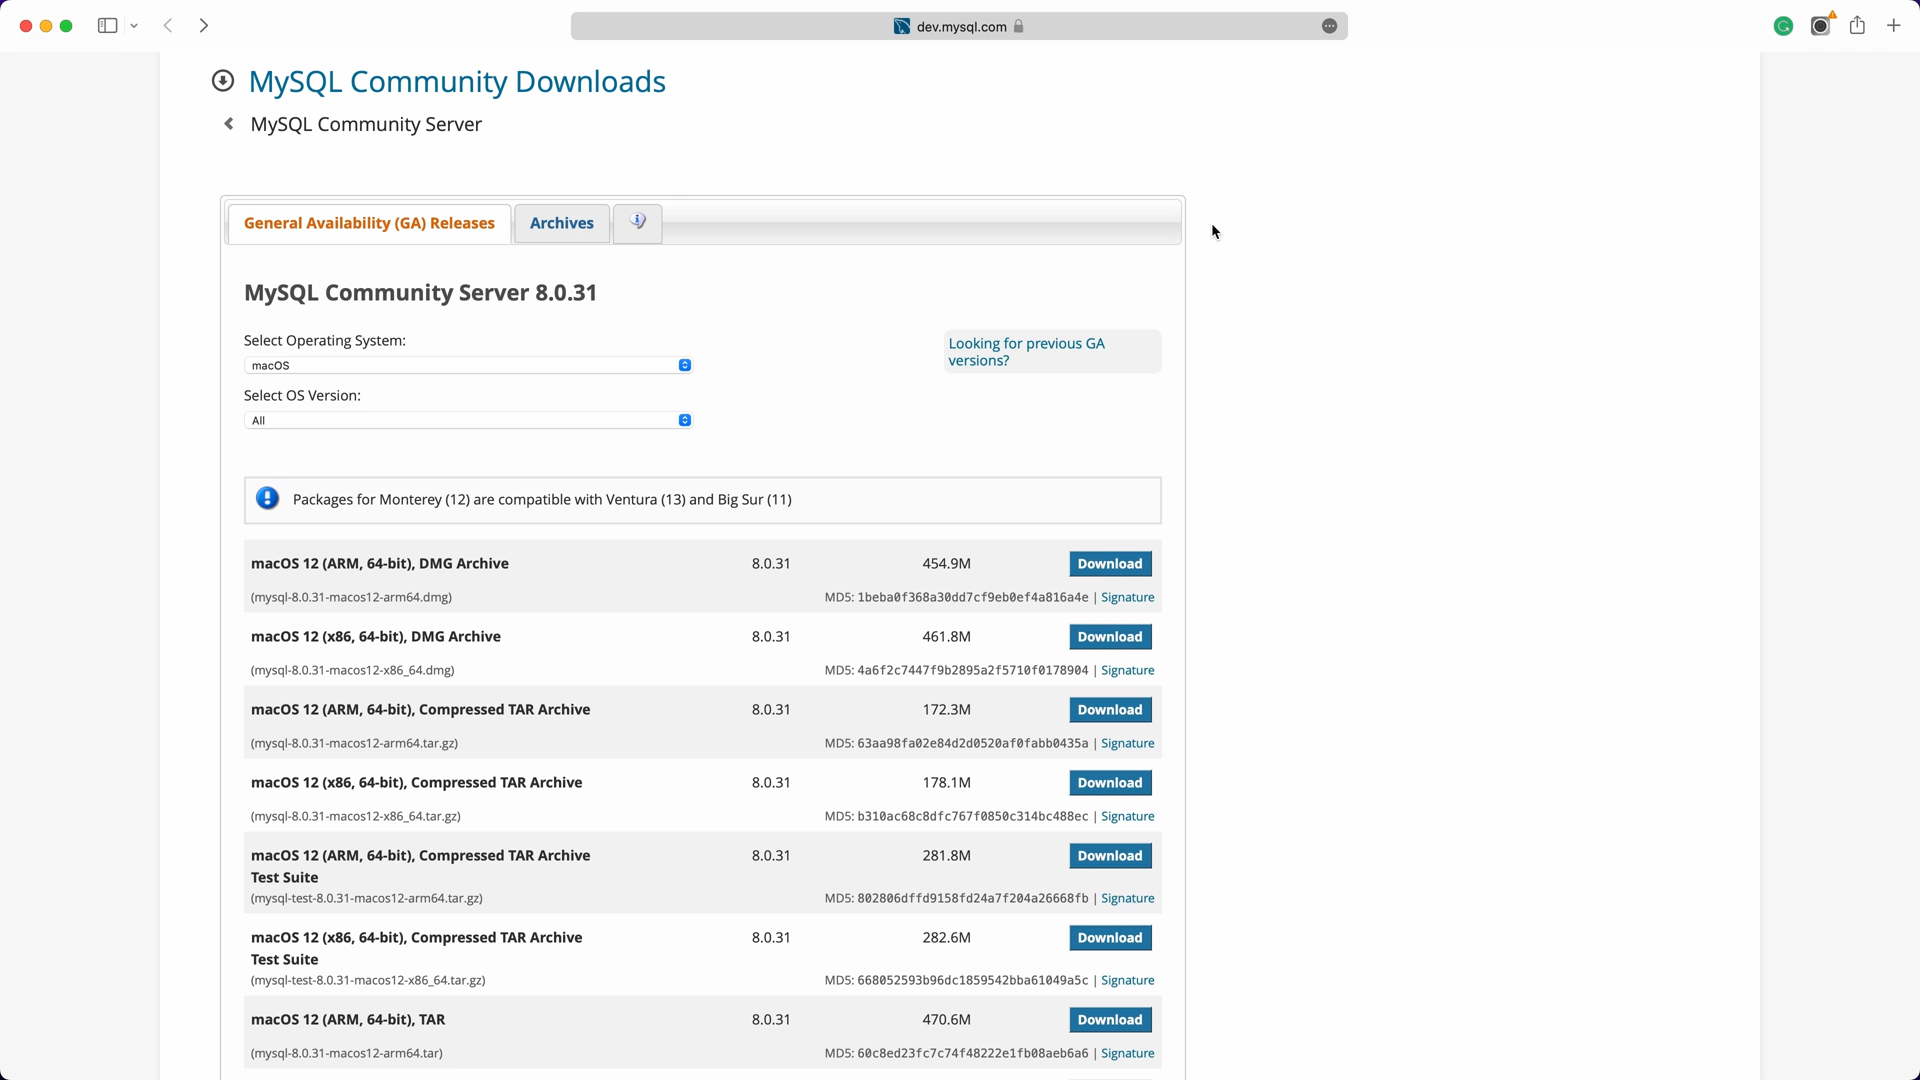 dev.mysql.com
MySQL Community Downloads
MySQL Community Server
General Availability (GA) Releases
Archives
MySQL Community Server 8.0.31
Select Operating System:
Looking for previous GA
versions?
macOS
Select OS Version:
All
Packages for Monterey (12) are compatible with Ventura (13) and Big Sur (11)
macOS 12 (ARM, 64-bit), DMG Archive 8.0.31 454.9M Download
(mysql-8.0.31-macos12-arm64.dmg) MD5: 1beba0f368a30dd7cf9eb0ef4a816a4e | Signature
macOS 12 (x86, 64-bit), DMG Archive 8.0.31 461.8M Download
(mysql-8.0.31-macos12-x86_64.dmg) MD5: 4a6f2c7447f9b2895a2f5710f0178904 | Signature
macOS 12 (ARM, 64-bit), Compressed TAR Archive 8.0.31 172.3M Download
(mysql-8.0.31-macos12-arm64.tar.gz) MD5: 63aa98fa02e84d2d0520af0fabb0435a | Signature
macOS 12 (x86, 64-bit), Compressed TAR Archive 8.0.31 178.1M Download
(mysql-8.0.31-macos12-x86_64.tar.gz) MD5: b310ac68c8dfc767f0850c314bc488ec | Signature
macOS 12 (ARM, 64-bit), Compressed TAR Archive 8.0.31 281.8M Download
Test Suite
(mysql-test-8.0.31-macos12-arm64.tar.gz) MD5: 802806dffd9158fd24a7f204a26668fb | Signature
macOS 12 (x86, 64-bit), Compressed TAR Archive 8.0.31 282.6M Download
Test Suite
(mysql-test-8.0.31-macos12-x86_64.tar.gz) MD5: 668052593b96dc1859542bba61049a5c | Signature
macOS 12 (ARM, 64-bit), TAR 8.0.31 470.6M Download
(mysql-8.0.31-macos12-arm64.tar) MD5: 60c8ed23fc7c74f48222e1fb08aeb6a6 | Signature